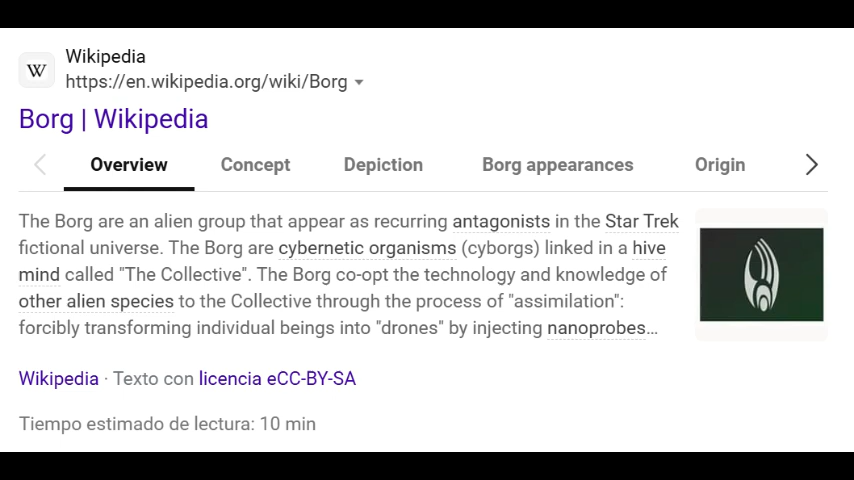 Wikipedia
https://en.wikipedia.org/wiki/Borg
Borg | Wikipedia
Overview Concept Depiction Borg appearances Origin
The Borg are an alien group that appear as recurring antagonists in the Star Trek
fictional universe. The Borg are cybernetic organisms (cyborgs) linked in a hive
mind called "The Collective". The Borg co-opt the technology and knowledge of
other alien species to the Collective through the process of "assimilation":
forcibly transforming individual beings into "drones" by injecting nanoprobes...
Wikipedia · Texto con licencia eCC-BY-SA
Tiempo estimado de lectura: 10 min